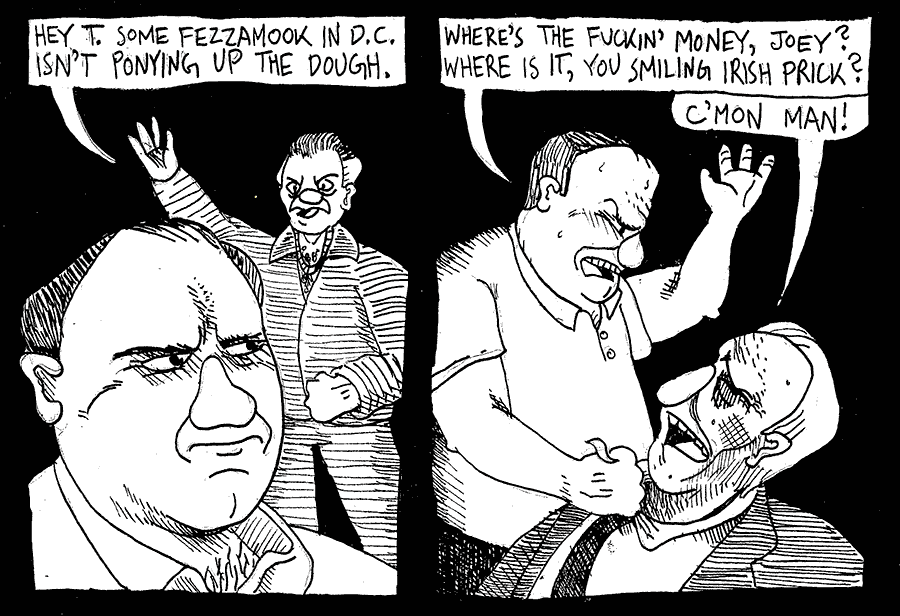 HEY T. SOME FEZZAMOOK IN D.C.
ISN'T PONYING UP THE DOUGH.
WHERE'S THE FUCKIN' MONEY, JOEY?
WHERE IS IT, YOU SMILING IRISH PRICK?
C'MON MAN!